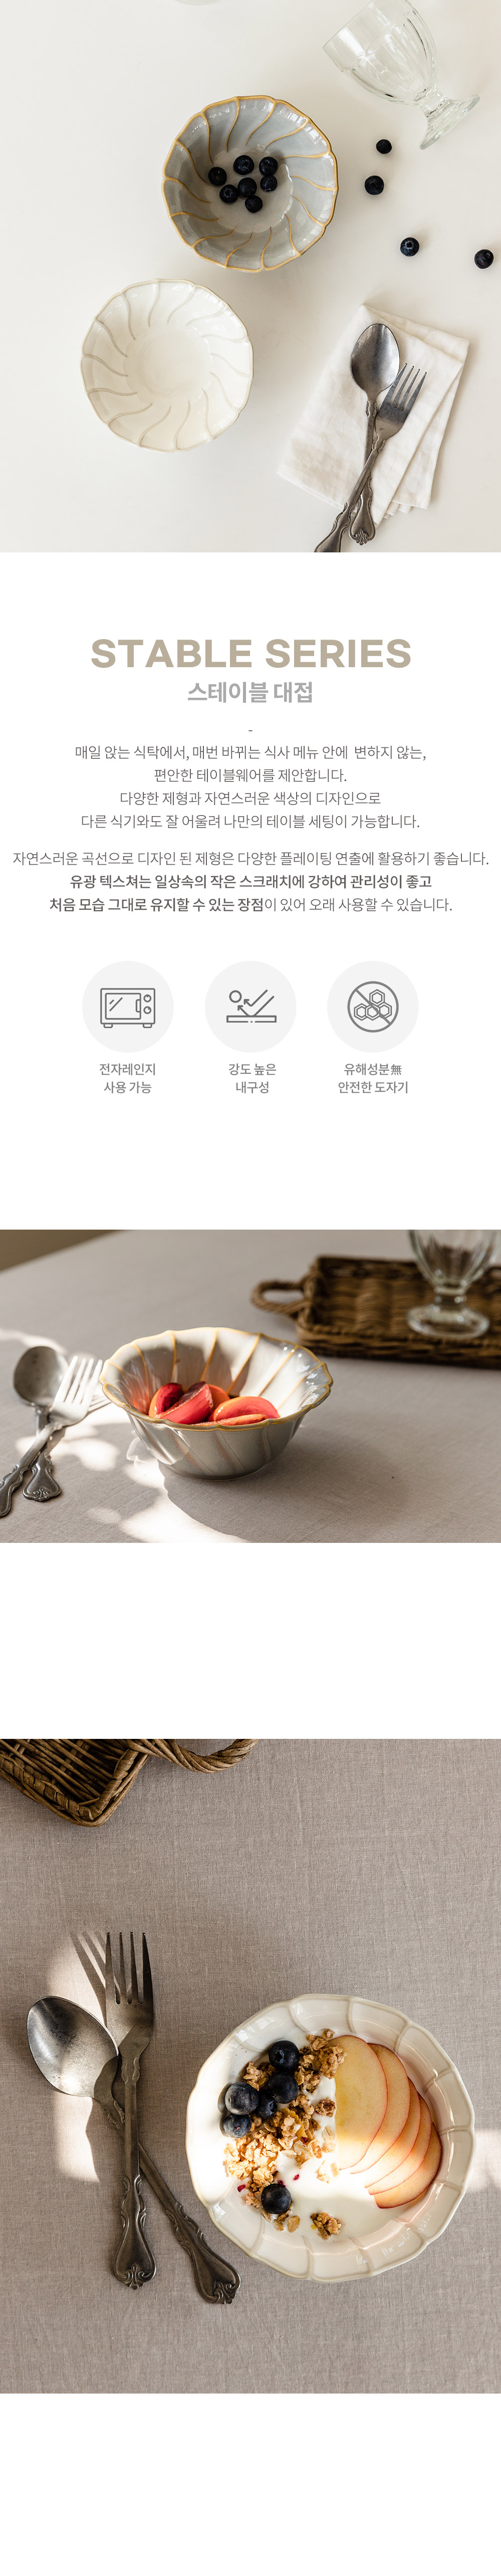 STABLE SERIES
스테이블 대접
-
매일 앉는 식탁에서, 매번 바뀌는 식사 메뉴 안에 변하지 않는,
편안한 테이블웨어를 제안합니다.
다양한 제형과 자연스러운 색상의 디자인으로
다른 식기와도 잘 어울려 나만의 테이블 세팅이 가능합니다.
자연스러운 곡선으로 디자인 된 제형은 다양한 플레이팅 연출에 활용하기 좋습니다.
유광 텍스쳐는 일상속의 작은 스크래치에 강하여 관리성이 좋고
처음 모습 그대로 유지할 수 있는 장점이 있어 오래 사용할 수 있습니다.
전자레인지
사용 가능
강도 높은
내구성
유해성분無
안전한 도자기